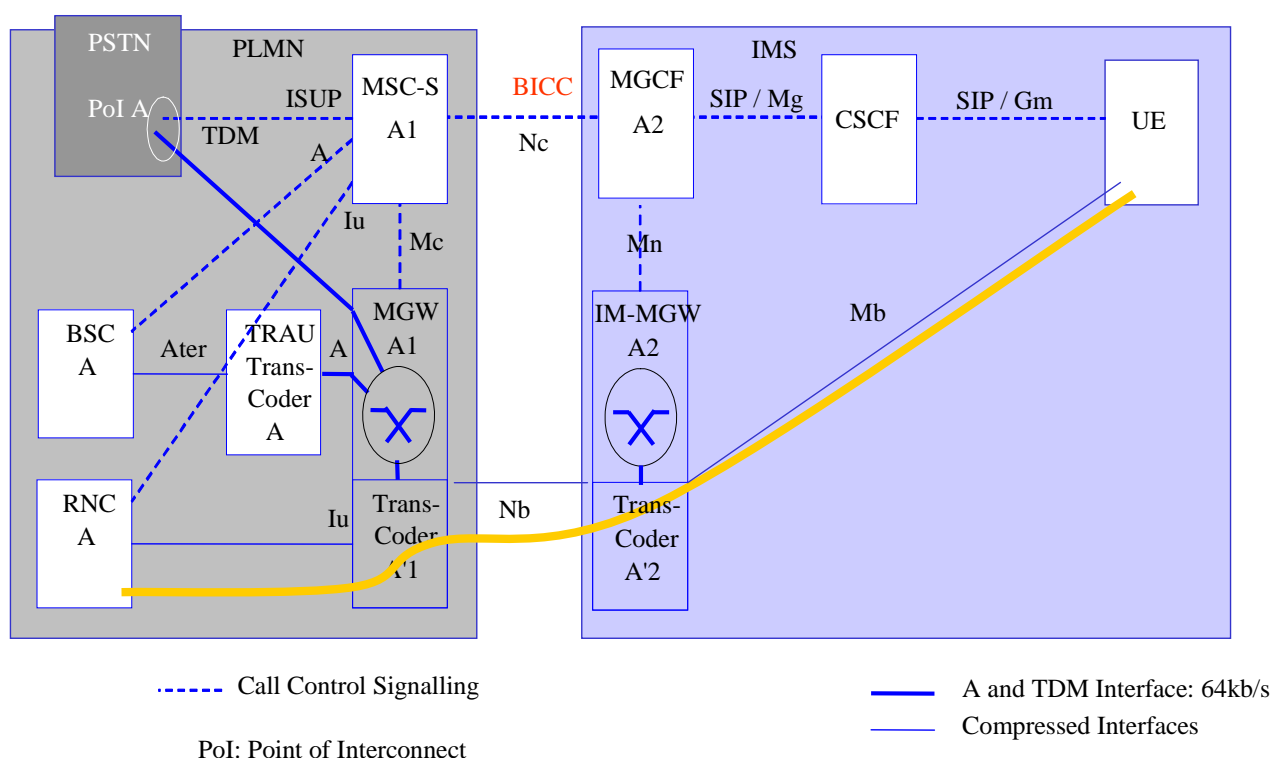 PSTN
PLMN
IMS
PoI A
ISUP
TDM
MSC-S
A1
BICC
Nc
MGCF
A2
SIP / Mg
CSCF
SIP / Gm
UE
A
Iu
Mc
Mn
BSC
A
Ater
TRAU
Trans-
Coder
A
A
MGW
A1
IM-MGW
A2
Mb
RNC
A
Iu
Trans-
Coder
A'1
Nb
Trans-
Coder
A'2
Call Control Signalling
A and TDM Interface: 64kb/s
Compressed Interfaces
PoI: Point of Interconnect